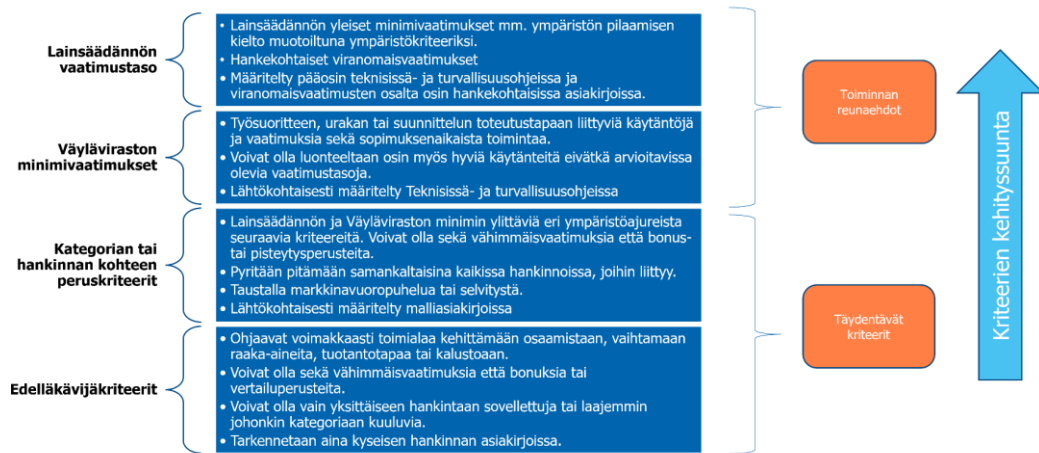 Lainsäädännön
vaatimustaso
• Lainsäädännön yleiset minimivaatimukset mm. ympäristön pilaamisen
kielto muotoiltuna ympäristökriteeriksi.
• Hankekohtaiset viranomaisvaatimukset
• Määritelty pääosin teknisissä- ja turvallisuusohjeissa ja
viranomaisvaatimusten osalta osin hankekohtaisissa asiakirjoissa.
Väyläviraston
minimivaatimukset
• Työsuoritteen, urakan tai suunnittelun toteutustapaan liittyviä käytäntöjä
ja vaatimuksia sekä sopimuksenaikaista toimintaa.
• Voivat olla luonteeltaan osin myös hyviä käytänteitä eivätkä arvioitavissa
olevia vaatimustasoja.
• Lähtökohtaisesti määritelty Teknisissä- ja turvallisuusohjeissa
Kategorian tai
hankinnan kohteen
peruskriteerit
• Lainsäädännön ja Väyläviraston minimin ylittäviä eri ympäristöajureista
seuraavia kriteereitä. Voivat olla sekä vähimmäisvaatimuksia että bonus-
tai pisteytysperusteita.
• Pyritään pitämään samankaltaisina kaikissa hankinnoissa, joihin liittyy.
• Taustalla markkinavuoropuhelua tai selvitystä.
• Lähtökohtaisesti määritelty malliasiakirjoissa
Edelläkävijäkriteerit
• Ohjaavat voimakkaasti toimialaa kehittämään osaamistaan, vaihtamaan
raaka-aineita, tuotantotapaa tai kalustoaan.
• Voivat olla sekä vähimmäisvaatimuksia että bonuksia tai
vertailuperusteita.
• Voivat olla vain yksittäiseen hankintaan sovellettuja tai laajemmin
johonkin kategoriaan kuuluvia.
• Tarkennetaan aina kyseisen hankinnan asiakirjoissa.
Toiminnan
reunaehdot
Täydentävät
kriteerit
Kriteerien kehityssuunta